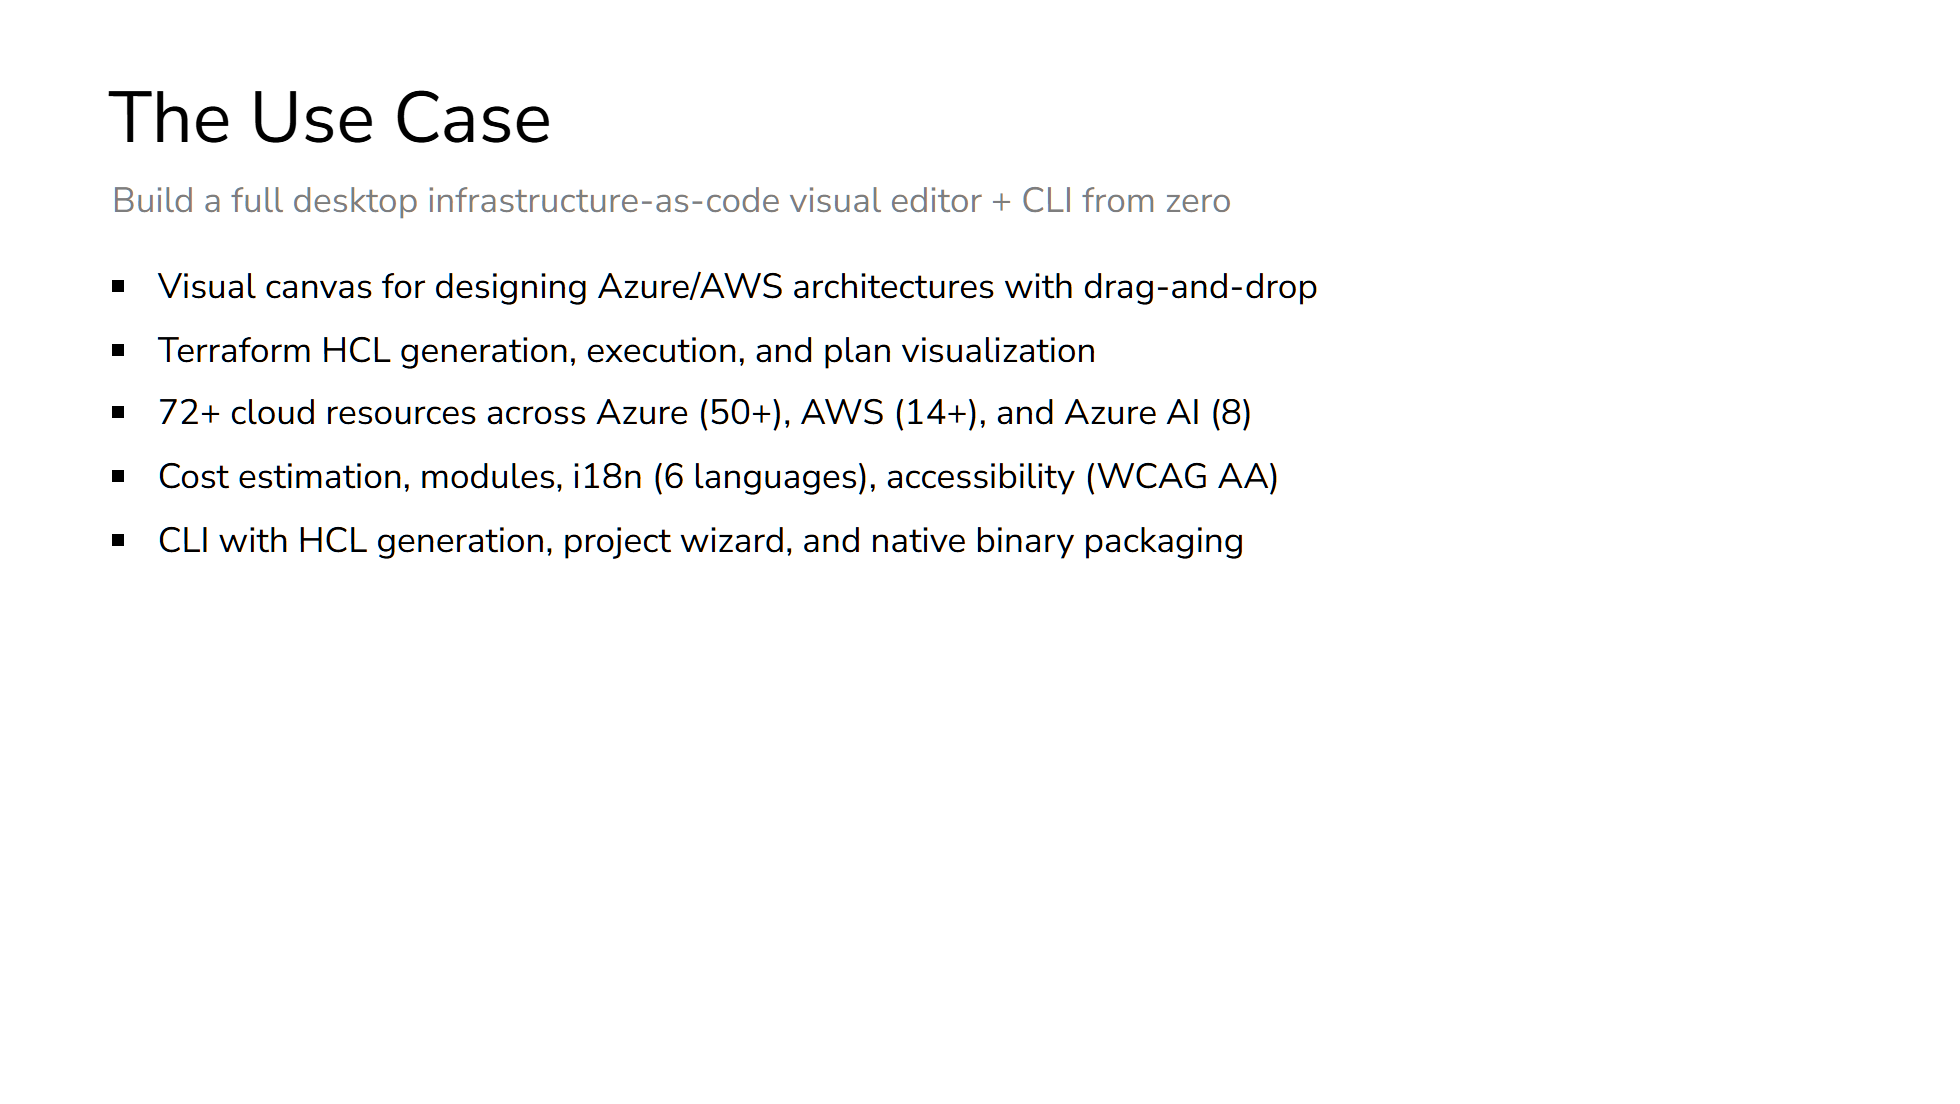 The Use Case
Build a full desktop infrastructure-as-code visual editor + CLI from zero
▪ Visual canvas for designing Azure/AWS architectures with drag-and-drop
▪ Terraform HCL generation, execution, and plan visualization
▪ 72+ cloud resources across Azure (50+), AWS (14+), and Azure AI (8)
▪ Cost estimation, modules, i18n (6 languages), accessibility (WCAG AA)
▪ CLI with HCL generation, project wizard, and native binary packaging